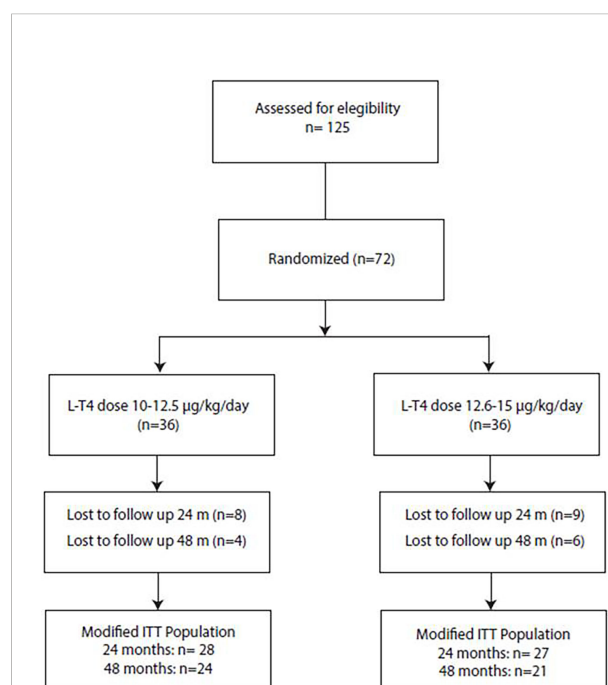 Assessed for elegibility
n= 125
Randomized (n=72)
L-T4 dose 10-12.5 µg/kg/day
(n=36)
L-T4 dose 12.6-15 µg/kg/day
(n=36)
Lost to follow up 24 m (n=8)
Lost to follow up 48 m (n=4)
Lost to follow up 24 m (n=9)
Lost to follow up 48 m (n=6)
Modified ITT Population
24 months: n= 28
48 months: n=24
Modified ITT Population
24 months: n= 27
48 months: n=21